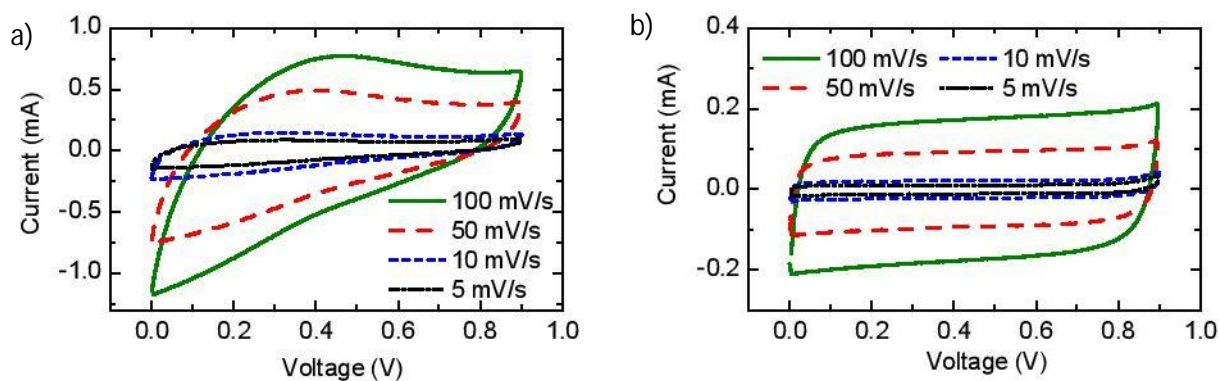 a)
1.0
0.5
0.0
-0.5
-1.0
Current (mA)
100 mV/s
50 mV/s
10 mV/s
5 mV/s
0.0 0.2 0.4 0.6 0.8 1.0
Voltage (V)
b)
0.4
0.2
0.0
-0.2
Current (mA)
100 mV/s 10 mV/s
50 mV/s 5 mV/s
0.0 0.2 0.4 0.6 0.8 1.0
Voltage (V)